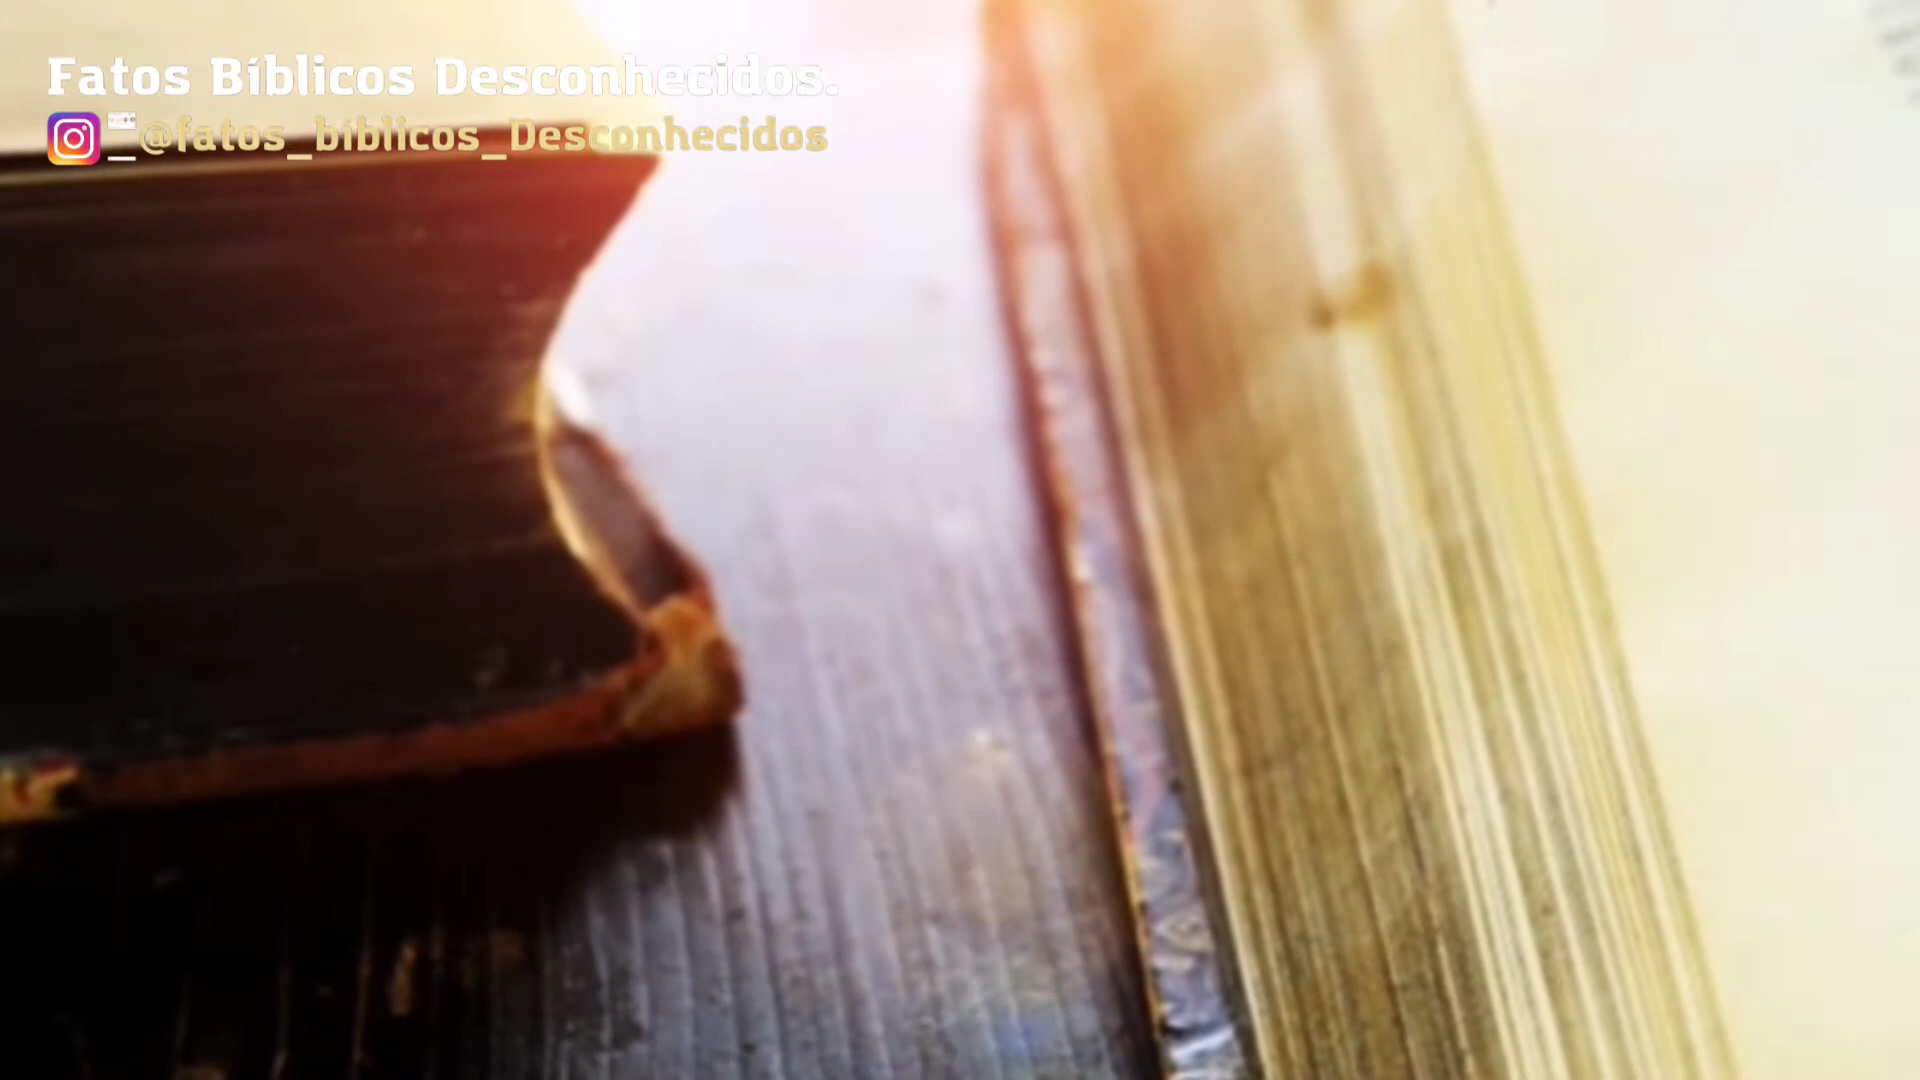 Fatos Bíblicos Desconhecidos.
_@fatos_bíblicos_Desconhecidos